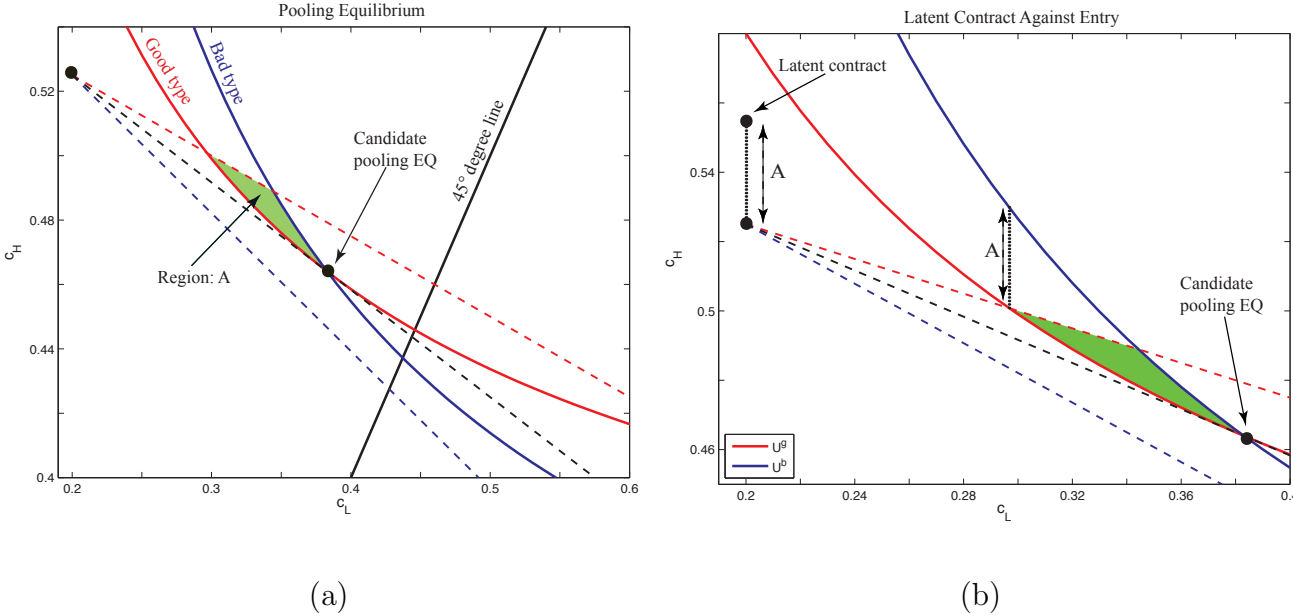 Pooling Equilibrium
Good type
Bad type
45° degree line
Candidate
pooling EQ
Region: A
0.52
0.48
0.44
0.4
c_H
0.2
0.3
0.4
0.5
0.6
c_L
(a)
Latent Contract Against Entry
Latent contract
A
A
Candidate
pooling EQ
0.54
0.5
0.46
c_H
U^g
U^b
0.2
0.24
0.28
0.32
0.36
0.4
c_L
(b)